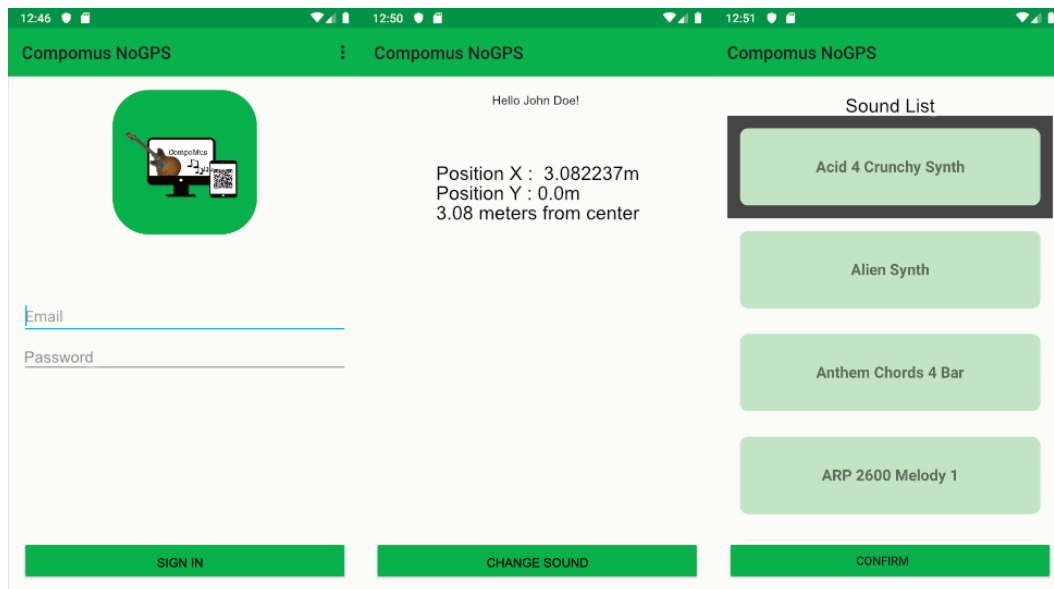 12:46
Compomus NoGPS
CompoMus
Email
Password
SIGN IN
12:50
Compomus NoGPS
Hello John Doe!
Position X : 3.082237m
Position Y : 0.0m
3.08 meters from center
CHANGE SOUND
12:51
Compomus NoGPS
Sound List
Acid 4 Crunchy Synth
Alien Synth
Anthem Chords 4 Bar
ARP 2600 Melody 1
CONFIRM